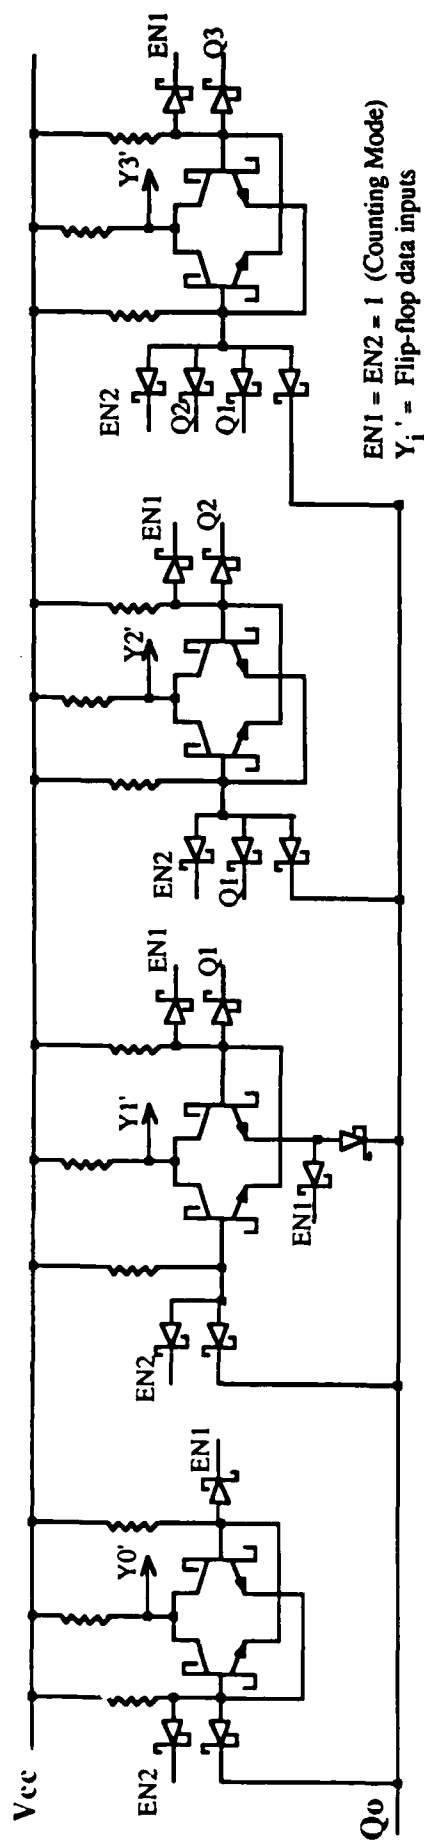 Vcc
Y0'
EN1
EN2
Y1'
EN1
Q1
EN2
EN1
Y2'
EN1
Q2
EN2
Q1
Y3'
EN1
Q3
EN2
Q2
Q1
Qo
EN1 = EN2 = 1 (Counting Mode)
Yi' = Flip-flop data inputs